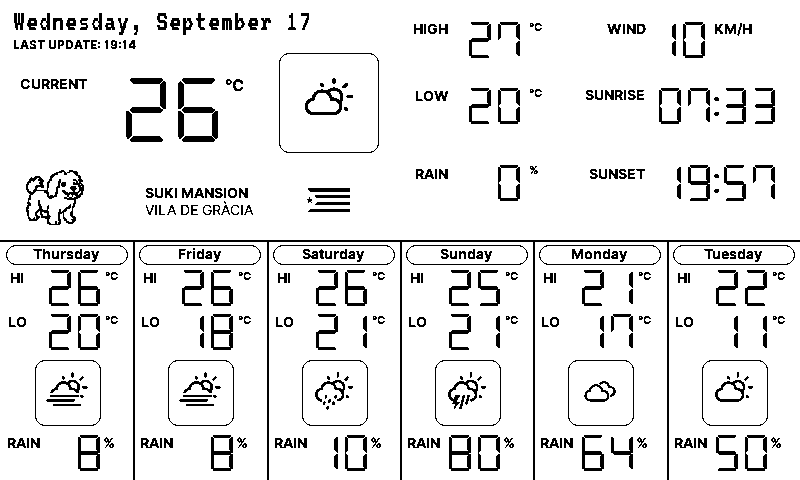 Wednesday, September 17
LAST UPDATE: 19:14
CURRENT 26 °C
HIGH 27 °C
LOW 20 °C
RAIN 0 %
WIND 10 KM/H
SUNRISE 07:33
SUNSET 19:57
SUKI MANSION
VILA DE GRÀCIA
Thursday
HI 26 °C
LO 20 °C
RAIN 8 %
Friday
HI 26 °C
LO 18 °C
RAIN 8 %
Saturday
HI 26 °C
LO 21 °C
RAIN 10 %
Sunday
HI 25 °C
LO 21 °C
RAIN 80 %
Monday
HI 21 °C
LO 17 °C
RAIN 64 %
Tuesday
HI 22 °C
LO 11 °C
RAIN 50 %